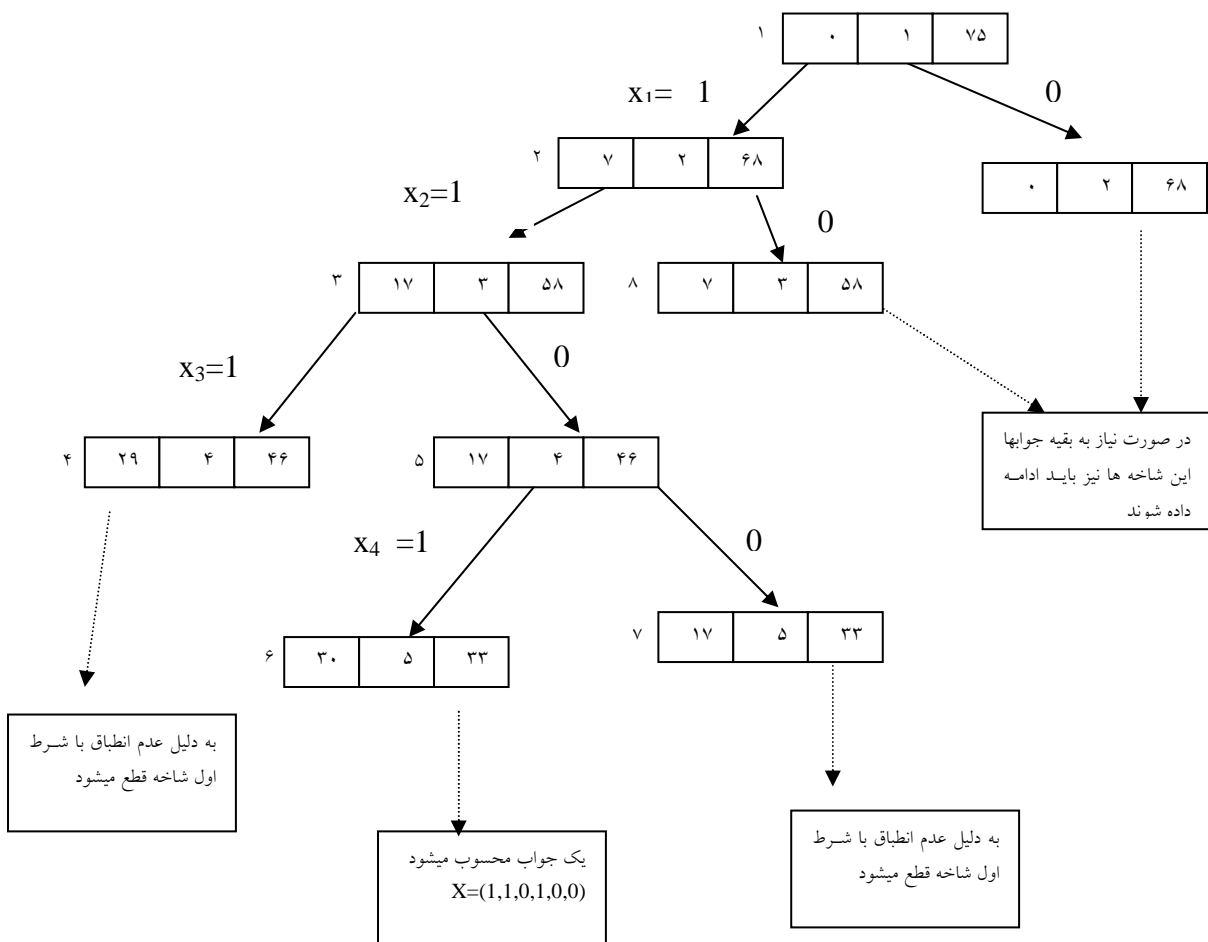 ۱ ۰ ۱ ۷۵
x₁= 1
0
۲ ۷ ۲ ۶۸
۰ ۲ ۶۸
x₂=1
0
۳ ۱۷ ۳ ۵۸
۸ ۷ ۳ ۵۸
x₃=1
0
در صورت نیاز به بقیه جوابها
این شاخه ها نیز بایـد ادامـه
داده شوند
۴ ۲۹ ۴ ۴۶
۵ ۱۷ ۴ ۴۶
x₄ =1
0
۶ ۳۰ ۵ ۳۳
۷ ۱۷ ۵ ۳۳
به دلیل عدم انطباق با شـرط
اول شاخه قطع میشود
یک جواب محسوب میشود
X=(1,1,0,1,0,0)
به دلیل عدم انطباق با شـرط
اول شاخه قطع میشود